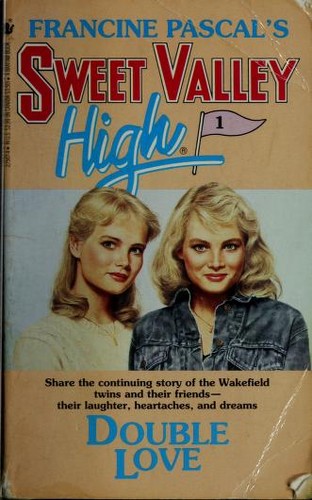 FRANCINE PASCAL'S
SWEET VALLEY
High®
1
Share the continuing story of the Wakefield
twins and their friends—
their laughter, heartaches, and dreams
DOUBLE
LOVE